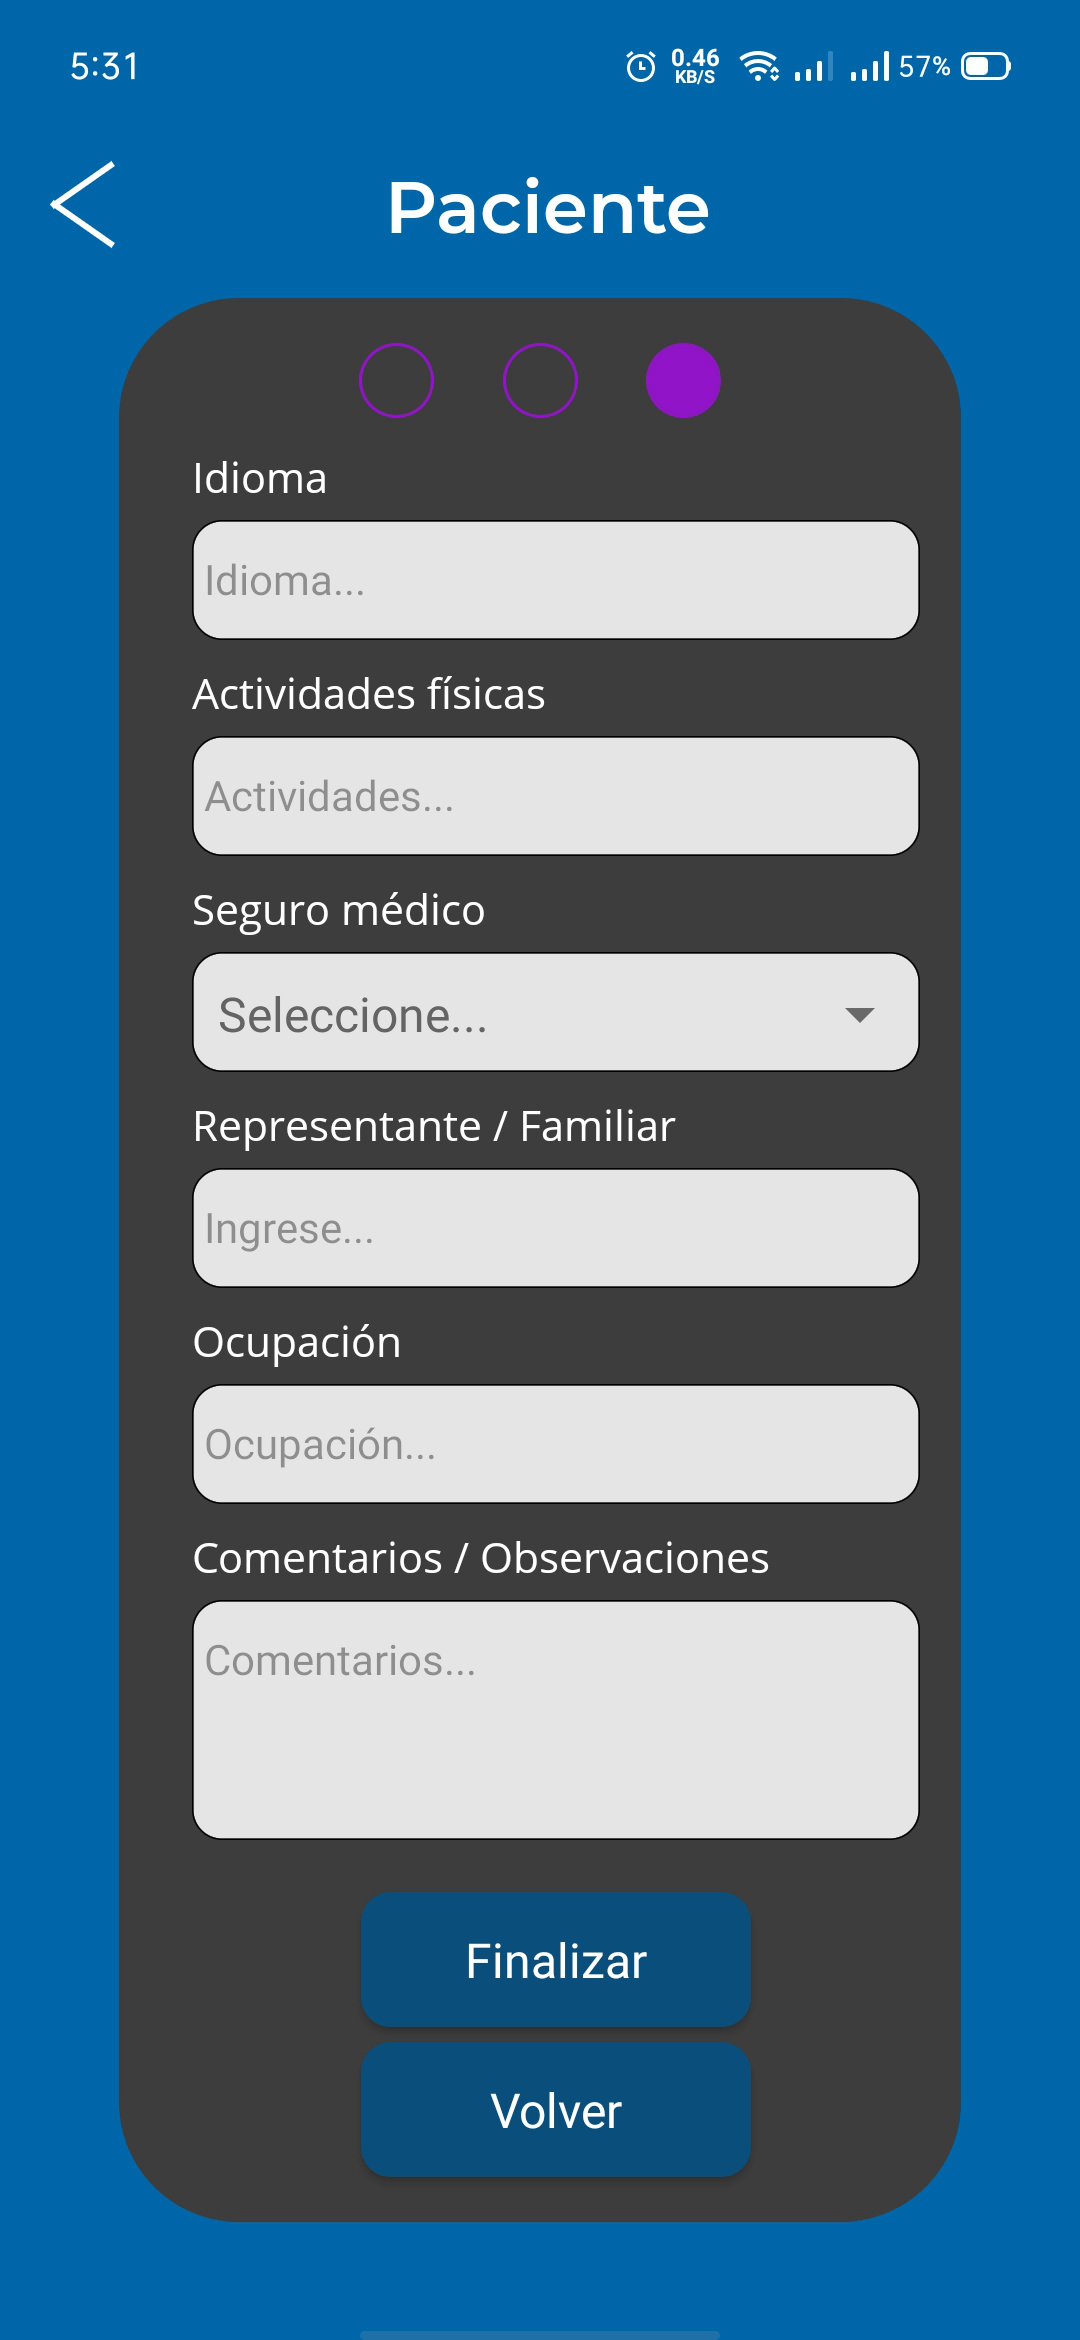 5:31
0.46
KB/S
57%
Paciente
Idioma
Idioma...
Actividades físicas
Actividades...
Seguro médico
Seleccione...
Representante / Familiar
Ingrese...
Ocupación
Ocupación...
Comentarios / Observaciones
Comentarios...
Finalizar
Volver